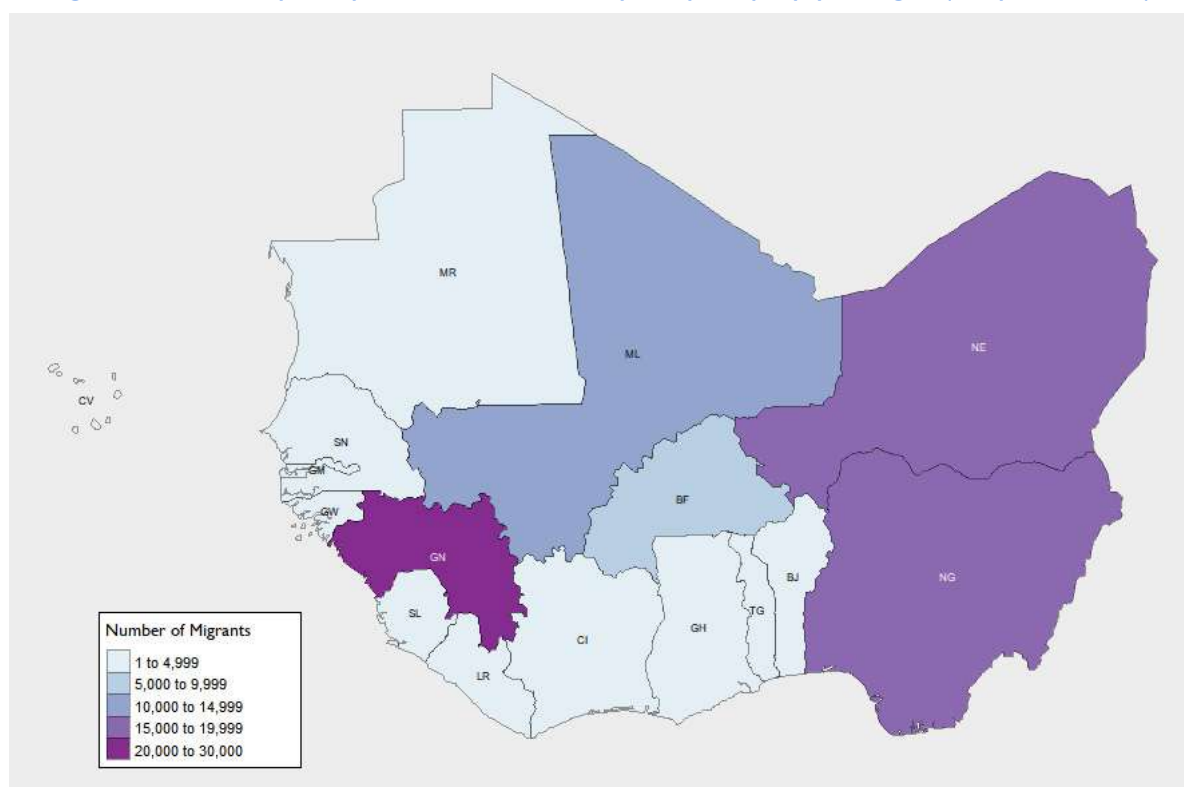 MR
ML
NE
CV
SN
GM
GW
BF
GN
BJ
NG
SL
TG
CI
GH
LR
Number of Migrants
1 to 4,999
5,000 to 9,999
10,000 to 14,999
15,000 to 19,999
20,000 to 30,000